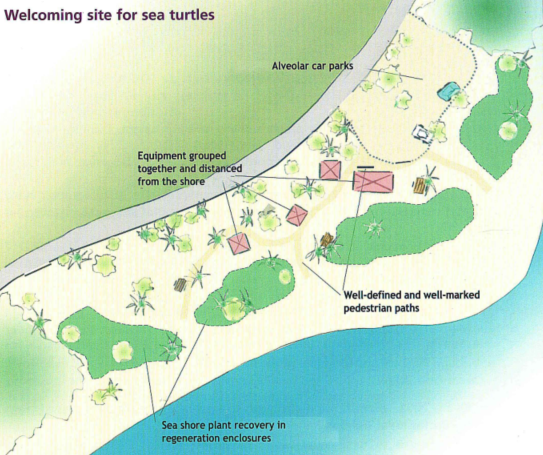 Welcoming site for sea turtles
Alveolar car parks
Equipment grouped
together and distanced
from the shore
Well-defined and well-marked
pedestrian paths
Sea shore plant recovery in
regeneration enclosures